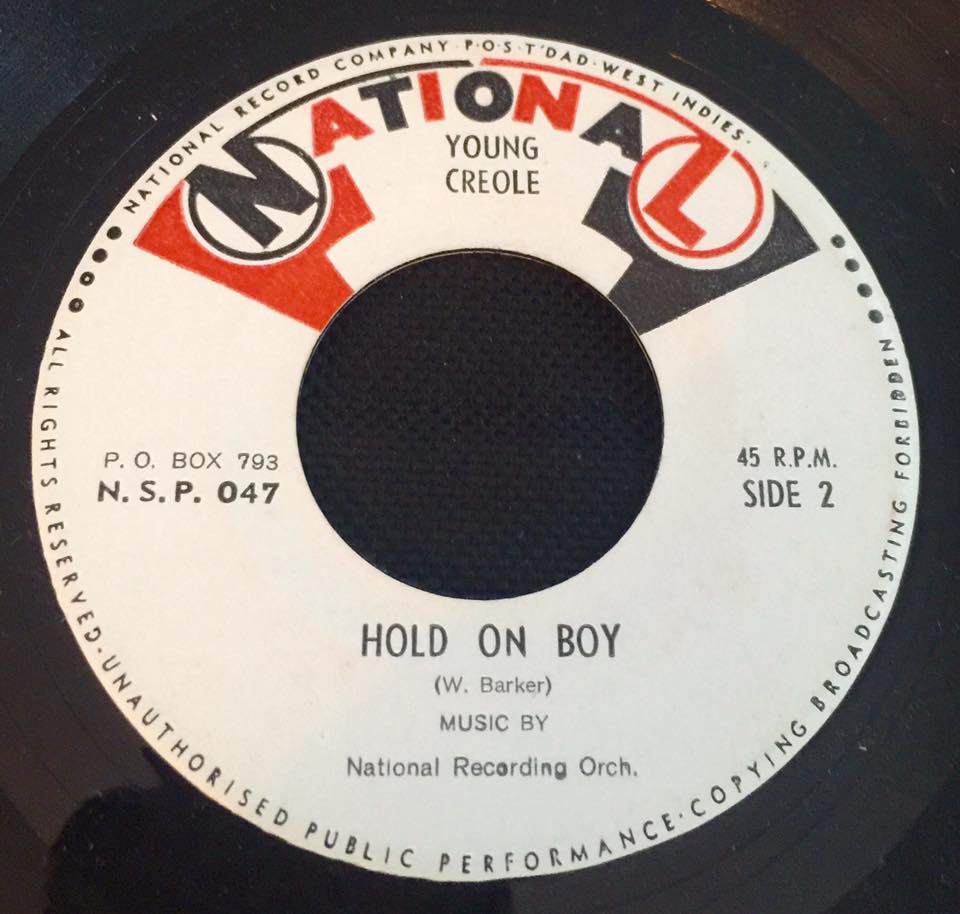 NATIONAL RECORD COMPANY·P·O·S·T'DAD·WEST INDIES·
NATIONAL
YOUNG
CREOLE
P. O. BOX 793
N. S. P. 047
45 R.P.M.
SIDE 2
HOLD ON BOY
(W. Barker)
MUSIC BY
National Recording Orch.
ALL RIGHTS RESERVED·UNAUTHORISED PUBLIC PERFORMANCE·COPYING BROADCASTING FORBIDDEN